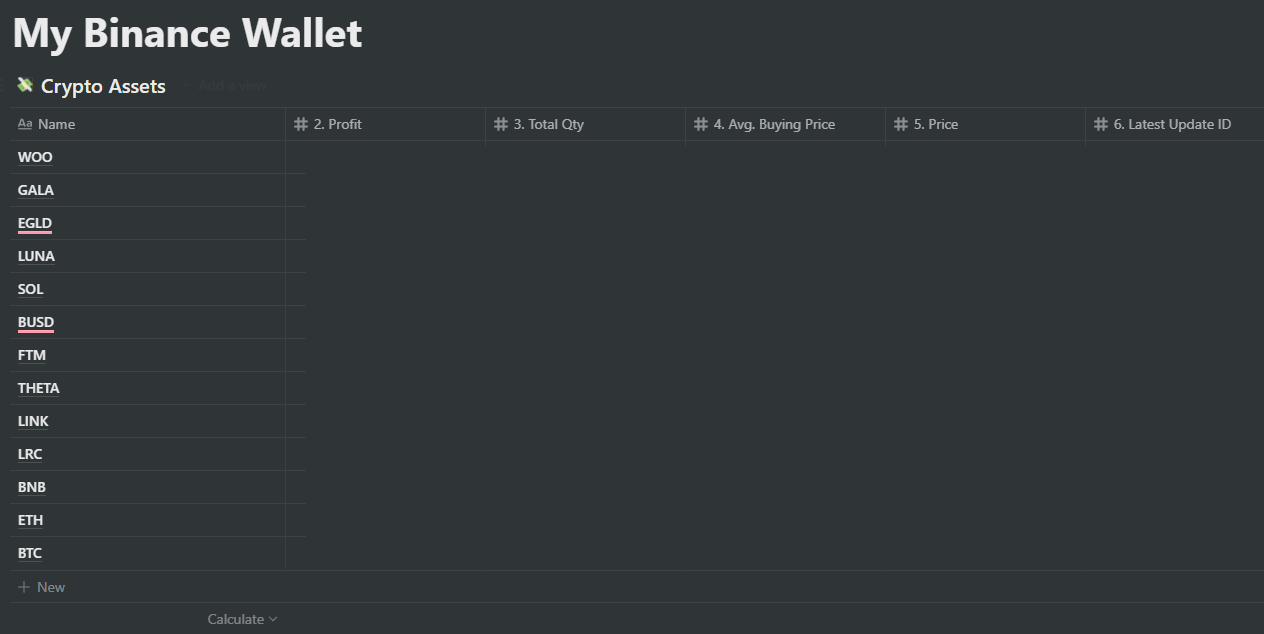 My Binance Wallet
💸 Crypto Assets + Add a view
Aa Name # 2. Profit # 3. Total Qty # 4. Avg. Buying Price # 5. Price # 6. Latest Update ID
WOO
GALA
EGLD
LUNA
SOL
BUSD
FTM
THETA
LINK
LRC
BNB
ETH
BTC
+ New
Calculate